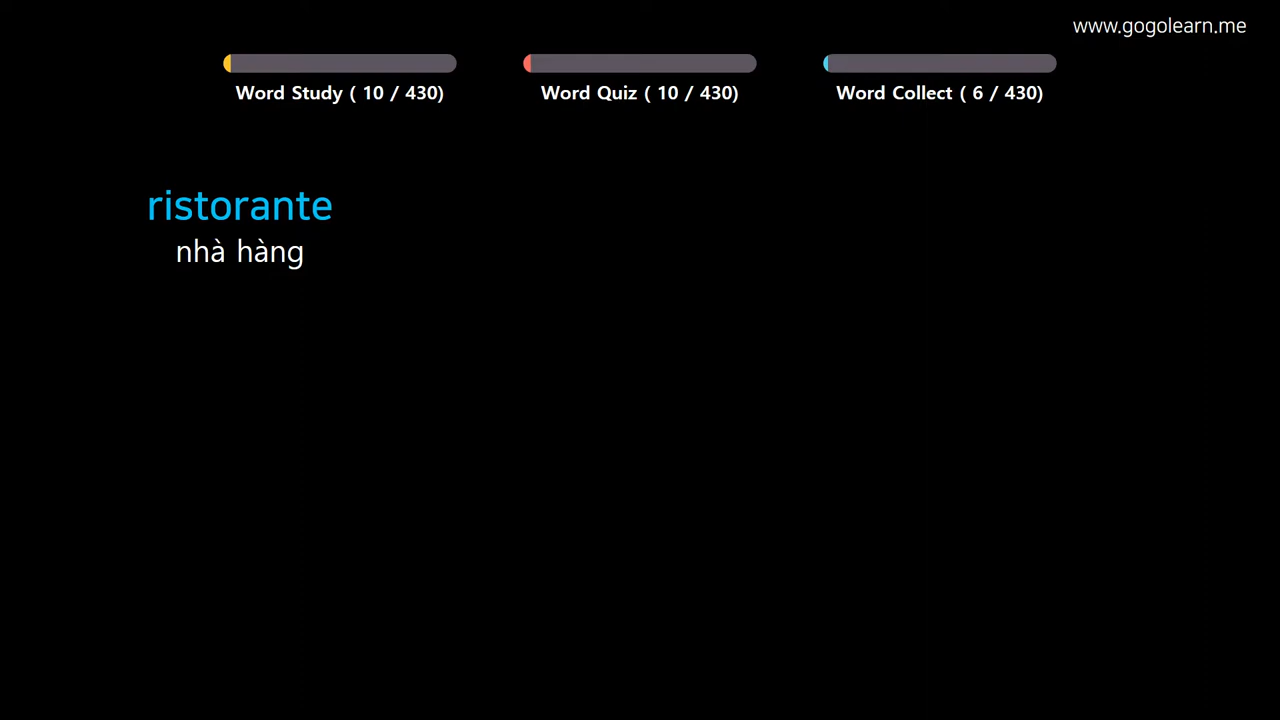 www.gogolearn.me
Word Study ( 10 / 430)
Word Quiz ( 10 / 430)
Word Collect ( 6 / 430)
ristorante
nhà hàng